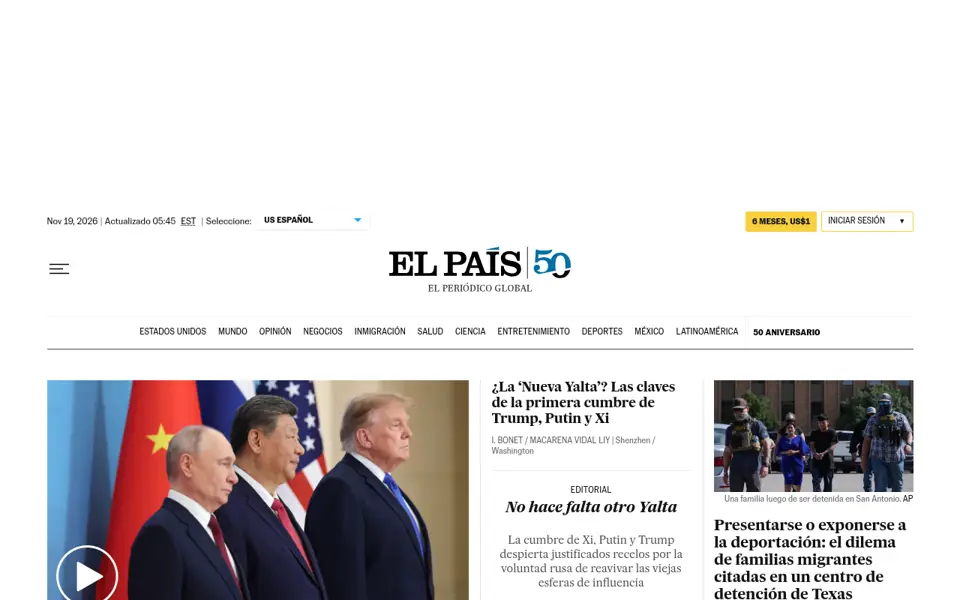 Nov 19, 2026 | Actualizado 05:45 EST | Seleccione: US ESPAÑOL
6 MESES, US$1
INICIAR SESIÓN
EL PAÍS 50
EL PERIÓDICO GLOBAL
ESTADOS UNIDOS MUNDO OPINIÓN NEGOCIOS INMIGRACIÓN SALUD CIENCIA ENTRETENIMIENTO DEPORTES MÉXICO LATINOAMÉRICA 50 ANIVERSARIO
¿La ‘Nueva Yalta’? Las claves
de la primera cumbre de
Trump, Putin y Xi
I. BONET / MACARENA VIDAL LIY | Shenzhen /
Washington
EDITORIAL
No hace falta otro Yalta
La cumbre de Xi, Putin y Trump
despierta justificados recelos por la
voluntad rusa de reavivar las viejas
esferas de influencia
Una familia luego de ser detenida en San Antonio. AP
Presentarse o exponerse a
la deportación: el dilema
de familias migrantes
citadas en un centro de
detención de Texas